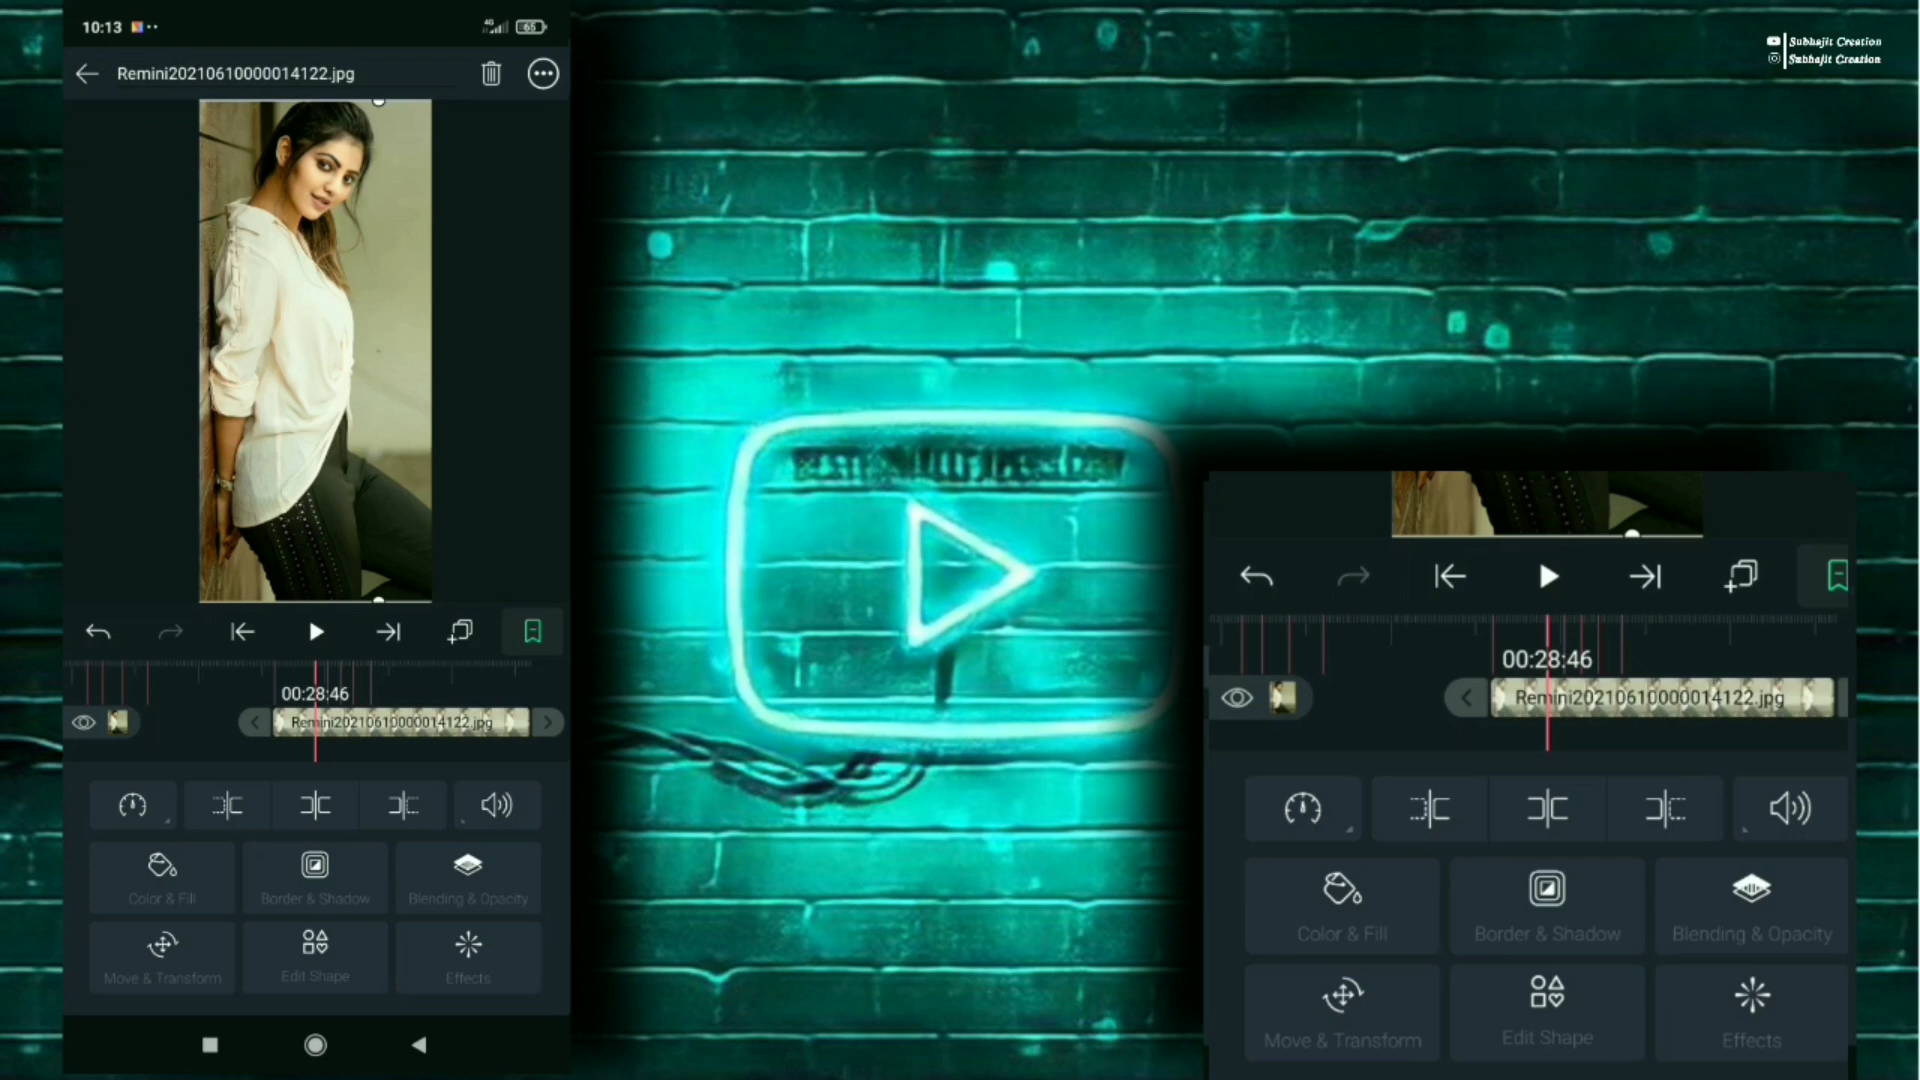 10:13
4G
65
Remini20210610000014122.jpg
00:28:46
Remini20210610000014122.jpg
Color & Fill
Border & Shadow
Blending & Opacity
Move & Transform
Edit Shape
Effects
Subhajit Creation
Subhajit Creation
00:28:46
Remini20210610000014122.jpg
Color & Fill
Border & Shadow
Blending & Opacity
Move & Transform
Edit Shape
Effects